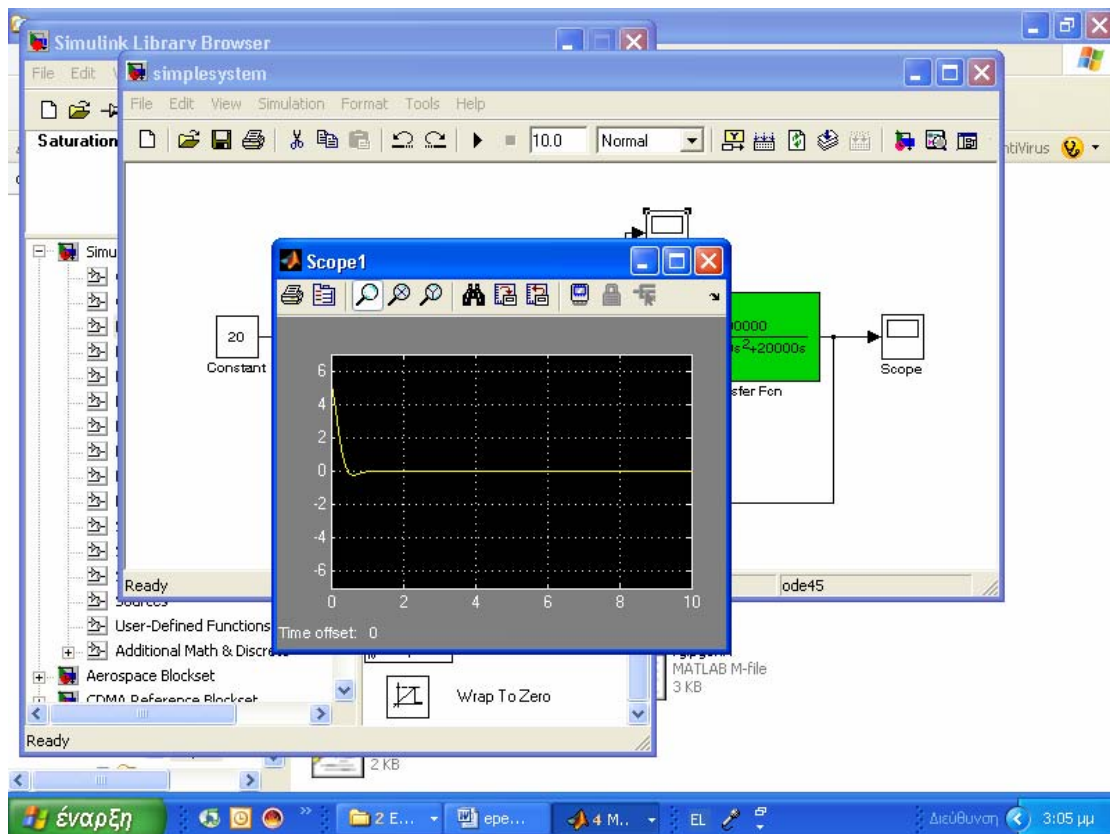 Simulink Library Browser
File Edit
simplesystem
File Edit View Simulation Format Tools Help
10.0 Normal
Saturation
ntiVirus
Simu
20
Constant
Scope
Scope1
6
4
2
0
-2
-4
-6
0 2 4 6 8 10
Time offset: 0
Ready
ode45
Sources
User-Defined Functions
Additional Math & Discrete
Aerospace Blockset
CDMA Reference Blockset
Wrap To Zero
MATLAB M-file
3 KB
Ready
2 KB
έναρξη
2 E...
epe...
4 M..
EL
Διεύθυνση
3:05 μμ